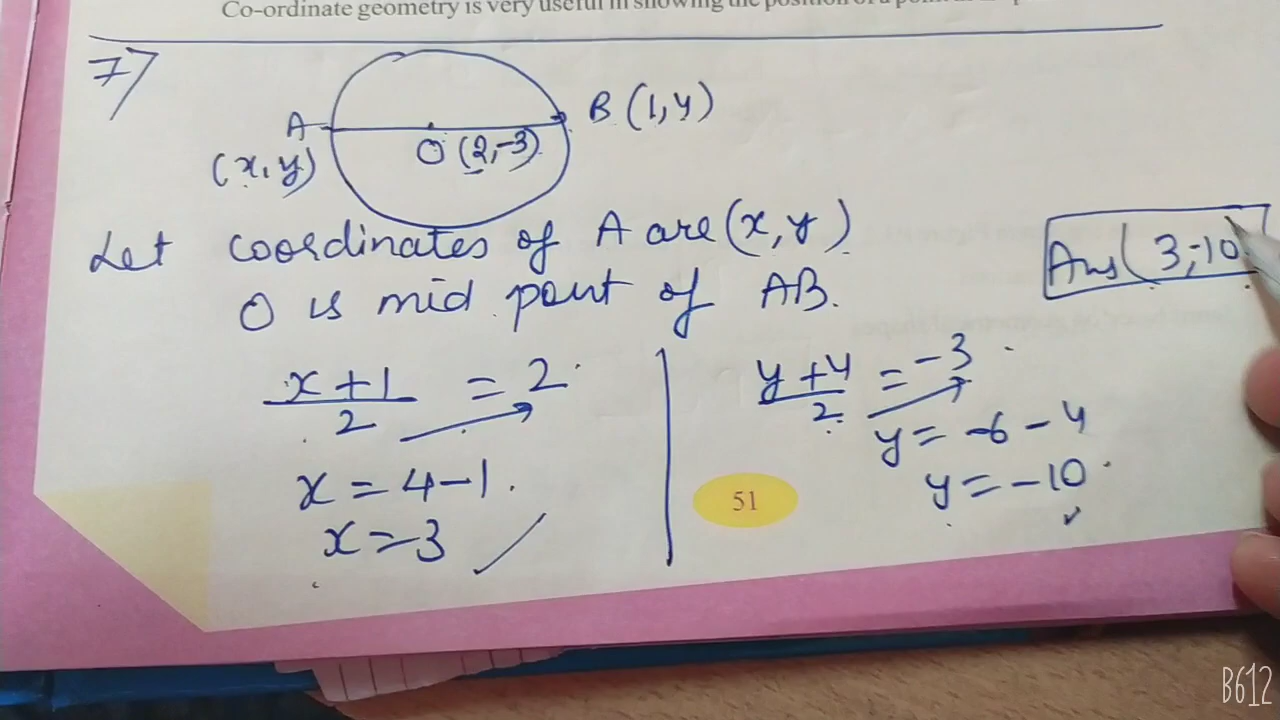 Co-ordinate geometry is very useful in showing the position of a point in
7)
A
(x, y)
O (2, -3)
B (1, 4)
Let coordinates of A are (x, y)
O is mid point of AB.
Ans (3, -10)
x + 1 / 2 = 2
x = 4 - 1.
x = 3
y + 4 / 2 = -3
y = -6 - 4
y = -10
51
B612